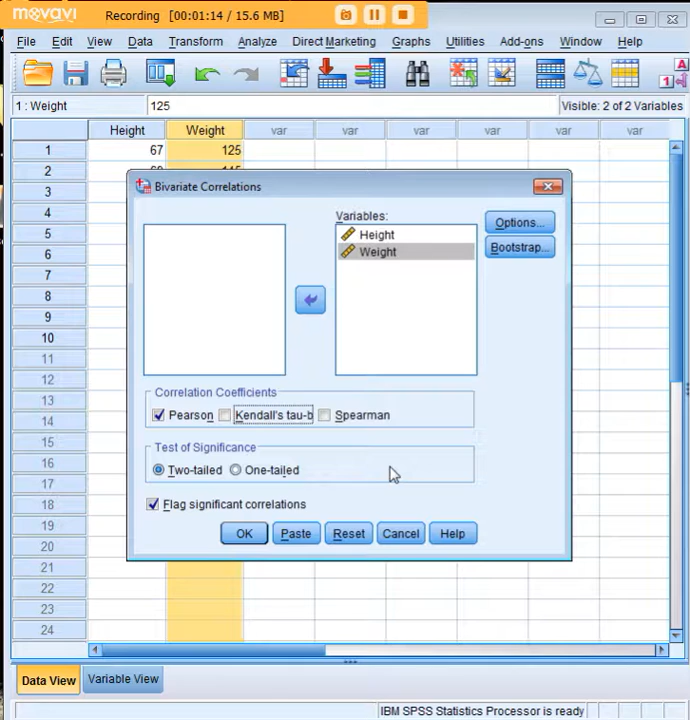 movavi Recording [00:01:14 / 15.6 MB]
File Edit View Data Transform Analyze Direct Marketing Graphs Utilities Add-ons Window Help
1 : Weight 125 Visible: 2 of 2 Variables
Height Weight var var var var var var
1 67 125
2
3
4
5
6
7
8
9
10
11
12
13
14
15
16
17
18
19
20
21
22
23
24
Bivariate Correlations
Variables:
Height
Weight
Options...
Bootstrap...
Correlation Coefficients
Pearson Kendall's tau-b Spearman
Test of Significance
Two-tailed One-tailed
Flag significant correlations
OK Paste Reset Cancel Help
Data View Variable View
IBM SPSS Statistics Processor is ready